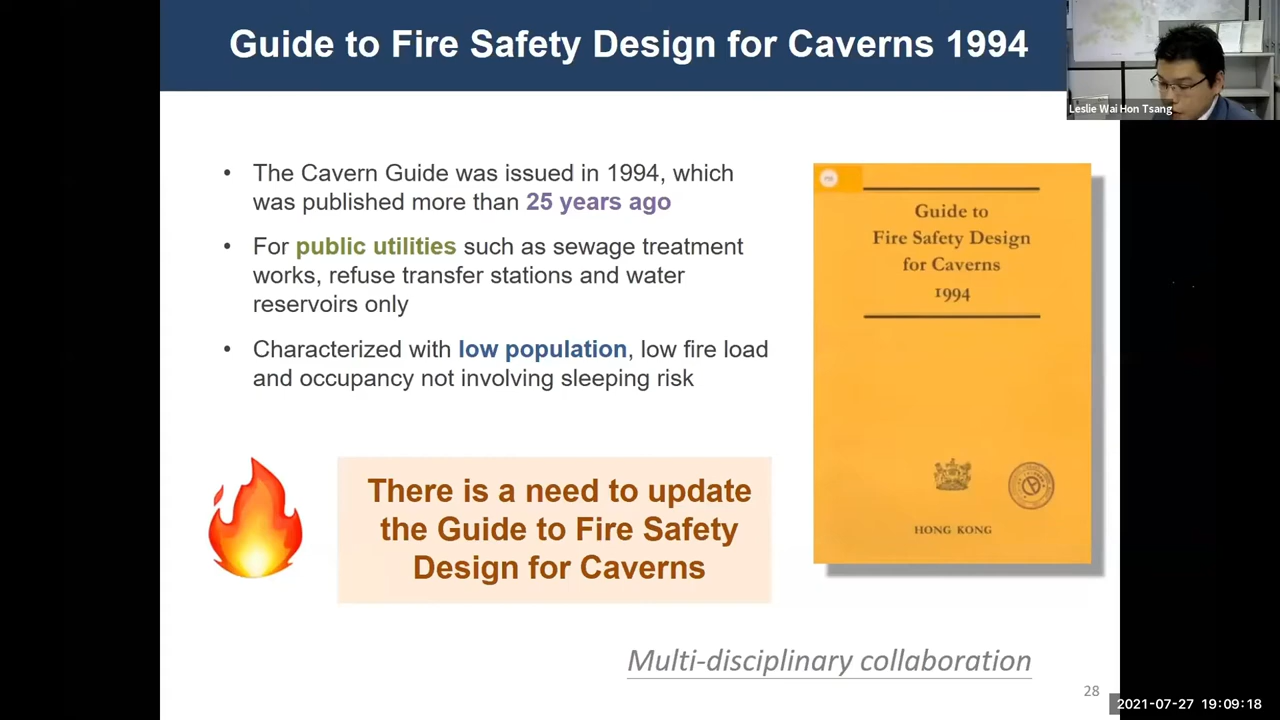 Guide to Fire Safety Design for Caverns 1994
Leslie Wai Hon Tsang
• The Cavern Guide was issued in 1994, which
was published more than 25 years ago
• For public utilities such as sewage treatment
works, refuse transfer stations and water
reservoirs only
• Characterized with low population, low fire load
and occupancy not involving sleeping risk
Guide to
Fire Safety Design
for Caverns
1994
HONG KONG
There is a need to update
the Guide to Fire Safety
Design for Caverns
Multi-disciplinary collaboration
28
2021-07-27 19:09:18